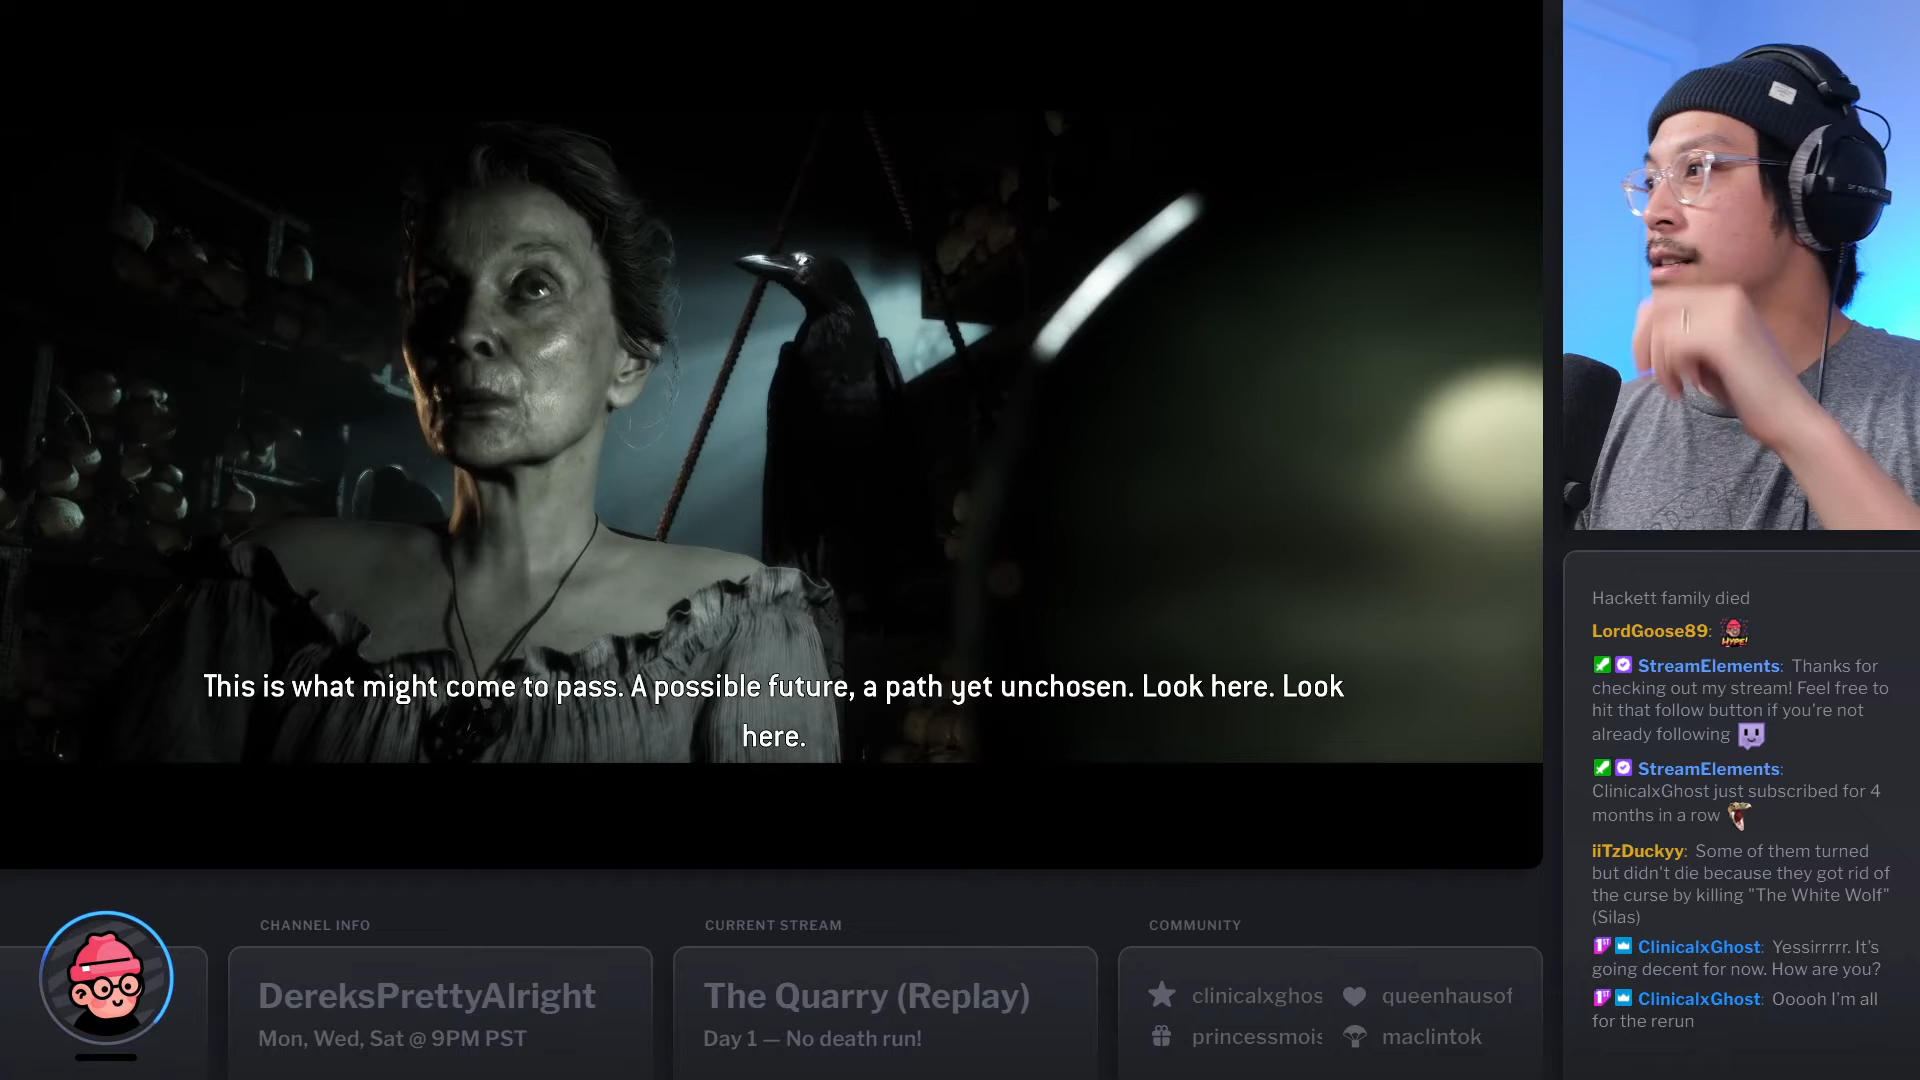 This is what might come to pass. A possible future, a path yet unchosen. Look here. Look
here.
Hackett family died
LordGoose89:
HYPE!
StreamElements: Thanks for
checking out my stream! Feel free to
hit that follow button if you're not
already following
StreamElements:
ClinicalxGhost just subscribed for 4
months in a row
iiTzDuckyy: Some of them turned
but didn't die because they got rid of
the curse by killing "The White Wolf"
(Silas)
1ST ClinicalxGhost: Yessirrrrr. It's
going decent for now. How are you?
1ST ClinicalxGhost: Ooooh I'm all
for the rerun
CHANNEL INFO
DereksPrettyAlright
Mon, Wed, Sat @ 9PM PST
CURRENT STREAM
The Quarry (Replay)
Day 1 — No death run!
COMMUNITY
clinicalxghos
queenhausof
princessmois
maclintok